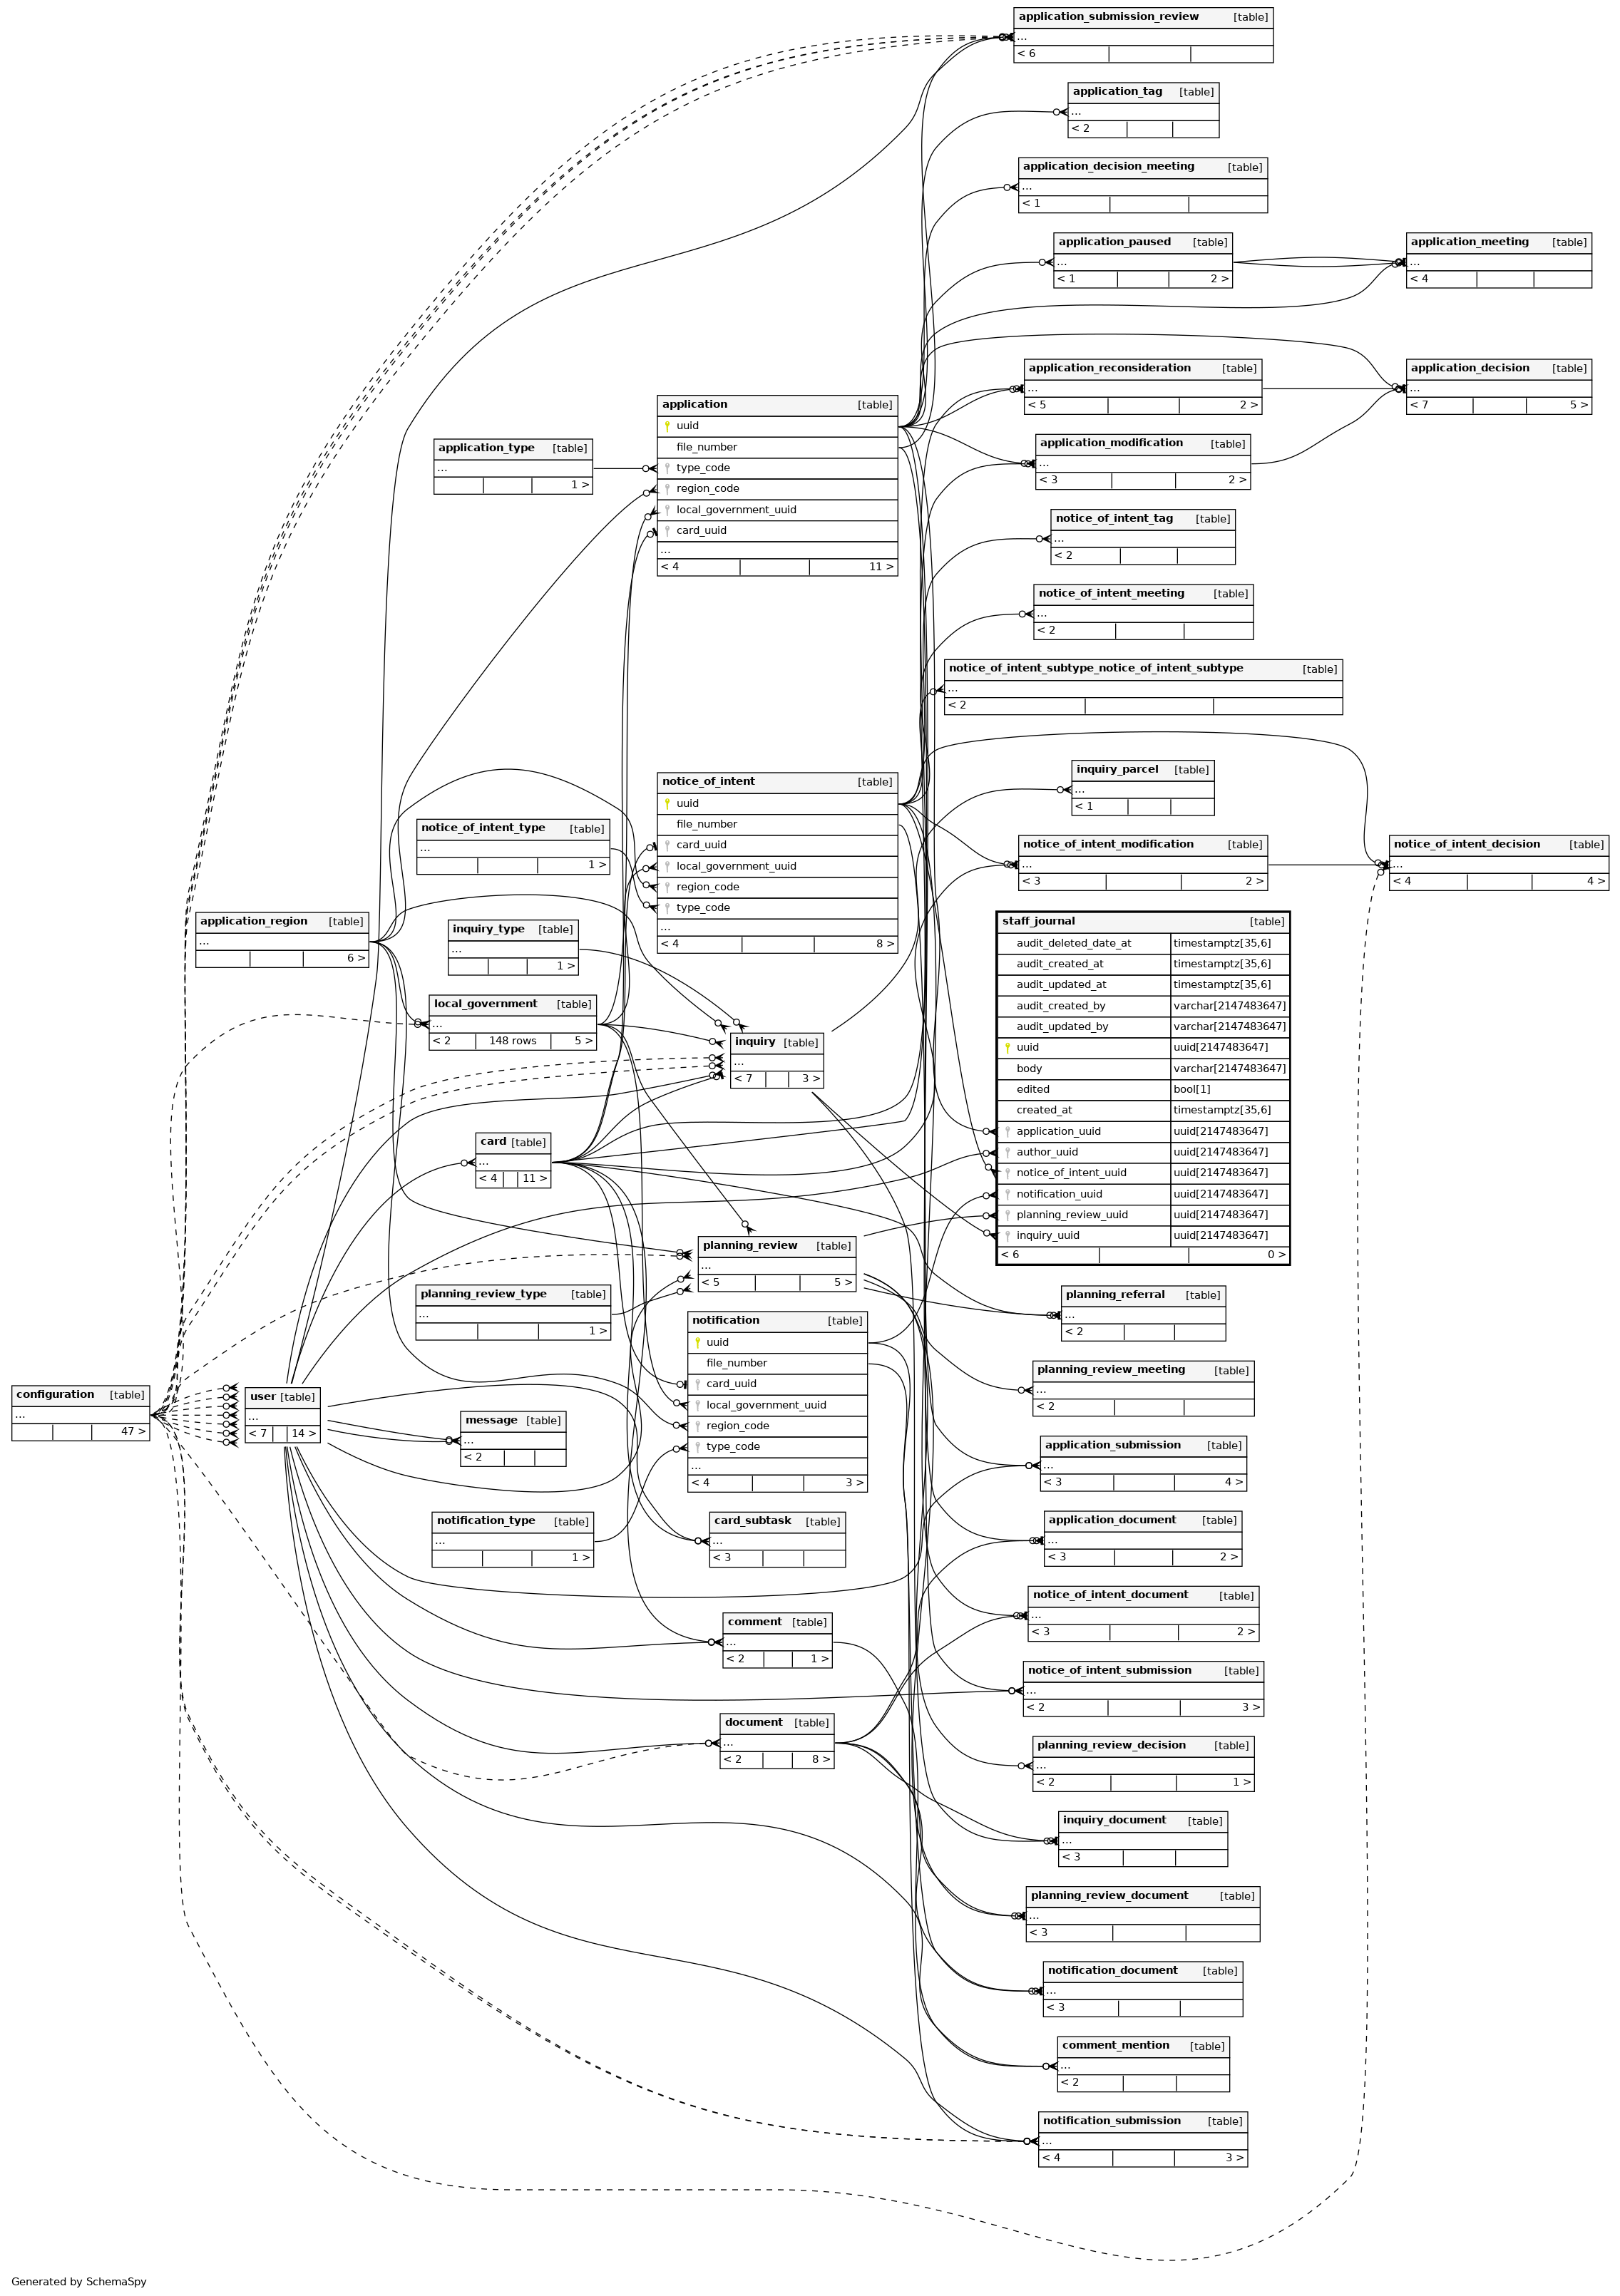 application_submission_review [table]
...
< 6
application_tag [table]
...
< 2
application_decision_meeting [table]
...
< 1
application_paused [table]
...
< 1 2 >
application_meeting [table]
...
< 4
application_reconsideration [table]
...
< 5 2 >
application_decision [table]
...
< 7 5 >
application [table]
uuid
file_number
type_code
region_code
local_government_uuid
card_uuid
...
< 4 11 >
application_type [table]
...
1 >
application_modification [table]
...
< 3 2 >
notice_of_intent_tag [table]
...
< 2
notice_of_intent_meeting [table]
...
< 2
notice_of_intent_subtype_notice_of_intent_subtype [table]
...
< 2
notice_of_intent [table]
uuid
file_number
card_uuid
local_government_uuid
region_code
type_code
...
< 4 8 >
inquiry_parcel [table]
...
< 1
notice_of_intent_type [table]
...
1 >
notice_of_intent_modification [table]
...
< 3 2 >
notice_of_intent_decision [table]
...
< 4 4 >
application_region [table]
...
6 >
inquiry_type [table]
...
1 >
local_government [table]
...
< 2 148 rows 5 >
inquiry [table]
...
< 7 3 >
staff_journal [table]
audit_deleted_date_at timestamptz[35,6]
audit_created_at timestamptz[35,6]
audit_updated_at timestamptz[35,6]
audit_created_by varchar[2147483647]
audit_updated_by varchar[2147483647]
uuid uuid[2147483647]
body varchar[2147483647]
edited bool[1]
created_at timestamptz[35,6]
application_uuid uuid[2147483647]
author_uuid uuid[2147483647]
notice_of_intent_uuid uuid[2147483647]
notification_uuid uuid[2147483647]
planning_review_uuid uuid[2147483647]
inquiry_uuid uuid[2147483647]
< 6 0 >
card [table]
...
< 4 11 >
planning_review [table]
...
< 5 5 >
planning_review_type [table]
...
1 >
planning_referral [table]
...
< 2
notification [table]
uuid
file_number
card_uuid
local_government_uuid
region_code
type_code
...
< 4 3 >
planning_review_meeting [table]
...
< 2
configuration [table]
...
47 >
user [table]
...
< 7 14 >
message [table]
...
< 2
application_submission [table]
...
< 3 4 >
notification_type [table]
...
1 >
card_subtask [table]
...
< 3
application_document [table]
...
< 3 2 >
notice_of_intent_document [table]
...
< 3 2 >
comment [table]
...
< 2 1 >
notice_of_intent_submission [table]
...
< 2 3 >
document [table]
...
< 2 8 >
planning_review_decision [table]
...
< 2 1 >
inquiry_document [table]
...
< 3
planning_review_document [table]
...
< 3
notification_document [table]
...
< 3
comment_mention [table]
...
< 2
notification_submission [table]
...
< 4 3 >
Generated by SchemaSpy